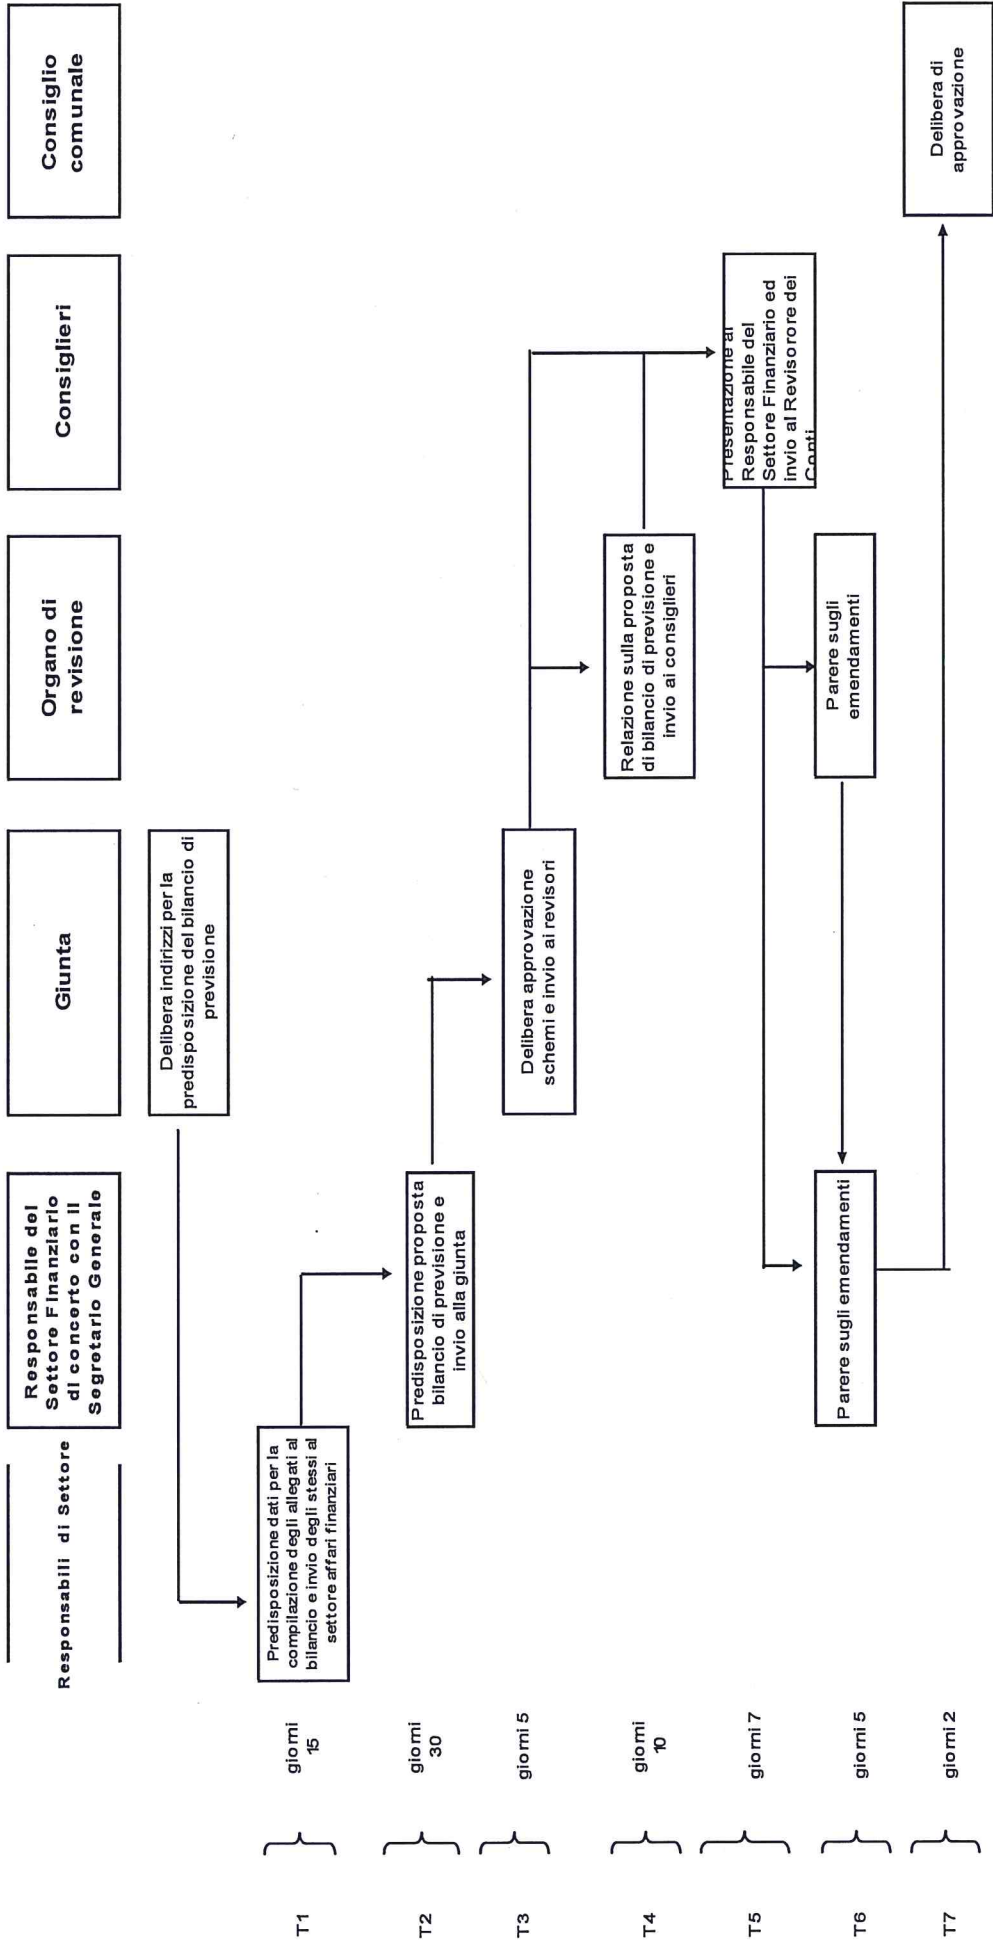 Responsabili di Settore
Responsabile del
Settore Finanziario
di concerto con il
Segretario Generale
Giunta
Organo di
revisione
Consiglieri
Consiglio
comunale
Delibera indirizzi per la
predisposizione del bilancio di
previsione
T1
giorni
15
Predisposizione dati per la
compilazione degli allegati al
bilancio e invio degli stessi al
settore affari finanziari
T2
giorni
30
Predisposizione proposta
bilancio di previsione e
invio alla giunta
T3
giorni 5
Delibera approvazione
schemi e invio ai revisori
T4
giorni
10
Relazione sulla proposta
di bilancio di previsione e
invio ai consiglieri
T5
giorni 7
Presentazione al
Responsabile del
Settore Finanziario ed
invio al Revisorore dei
Conti
T6
giorni 5
Parere sugli emendamenti
Parere sugli
emendamenti
T7
giorni 2
Delibera di
approvazione